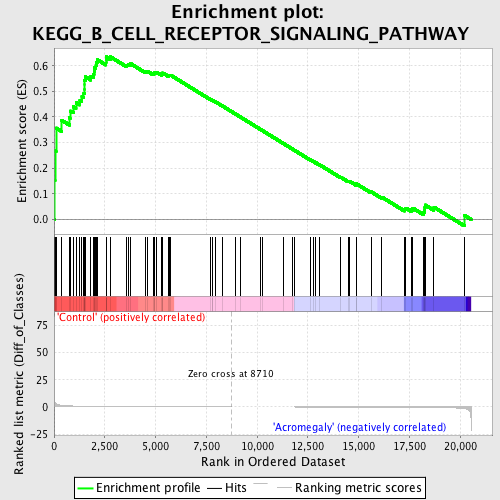 Enrichment plot:
KEGG_B_CELL_RECEPTOR_SIGNALING_PATHWAY
Enrichment score (ES)
0.6
0.5
0.4
0.3
0.2
0.1
0.0
'Control' (positively correlated)
Ranked list metric (Diff_of_Classes)
75
50
25
0
-25
Zero cross at 8710
'Acromegaly' (negatively correlated)
0 2,500 5,000 7,500 10,000 12,500 15,000 17,500 20,000
Rank in Ordered Dataset
Enrichment profile Hits Ranking metric scores